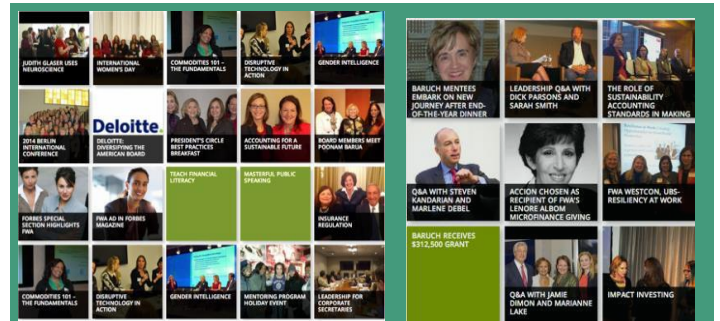 JUDITH GLASER USES
NEUROSCIENCE
INTERNATIONAL
WOMEN'S DAY
COMMODITIES 101 –
THE FUNDAMENTALS
DISRUPTIVE
TECHNOLOGY IN
ACTION
GENDER INTELLIGENCE
2014 BERLIN
INTERNATIONAL
CONFERENCE
Deloitte.
DELOITTE:
DIVERSIFYING THE
AMERICAN BOARD
PRESIDENT'S CIRCLE
BEST PRACTICES
BREAKFAST
ACCOUNTING FOR A
SUSTAINABLE FUTURE
BOARD MEMBERS MEET
POONAM BARUA
FORBES SPECIAL
SECTION HIGHLIGHTS
FWA
FWA AD IN FORBES
MAGAZINE
TEACH FINANCIAL
LITERACY
MASTERFUL PUBLIC
SPEAKING
INSURANCE
REGULATION
COMMODITIES 101 –
THE FUNDAMENTALS
DISRUPTIVE
TECHNOLOGY IN
ACTION
GENDER INTELLIGENCE
MENTORING PROGRAM
HOLIDAY EVENT
LEADERSHIP FOR
CORPORATE
SECRETARIES
BARUCH MENTEES
EMBARK ON NEW
JOURNEY AFTER END-
OF-THE-YEAR DINNER
LEADERSHIP Q&A WITH
DICK PARSONS AND
SARAH SMITH
THE ROLE OF
SUSTAINABILITY
ACCOUNTING
STANDARDS IN MAKING
Q&A WITH STEVEN
KANDARIAN AND
MARLENE DEBEL
ACCION CHOSEN AS
RECIPIENT OF FWA'S
LENORE ALBOM
MICROFINANCE GIVING
FWA WESTCON, UBS-
RESILIENCY AT WORK
BARUCH RECEIVES
$312,500 GRANT
Q&A WITH JAMIE
DIMON AND MARIANNE
LAKE
IMPACT INVESTING